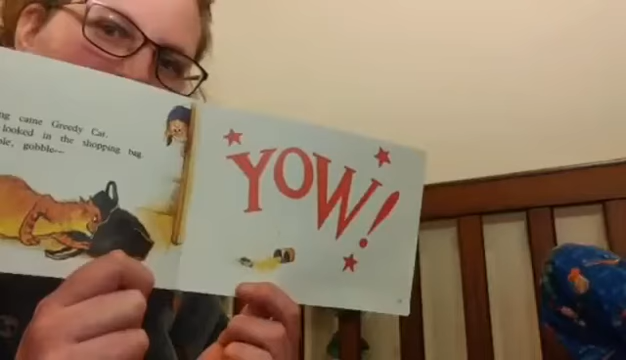 came Greedy Cat.
looked in the shopping bag.
gobble—
YOW!